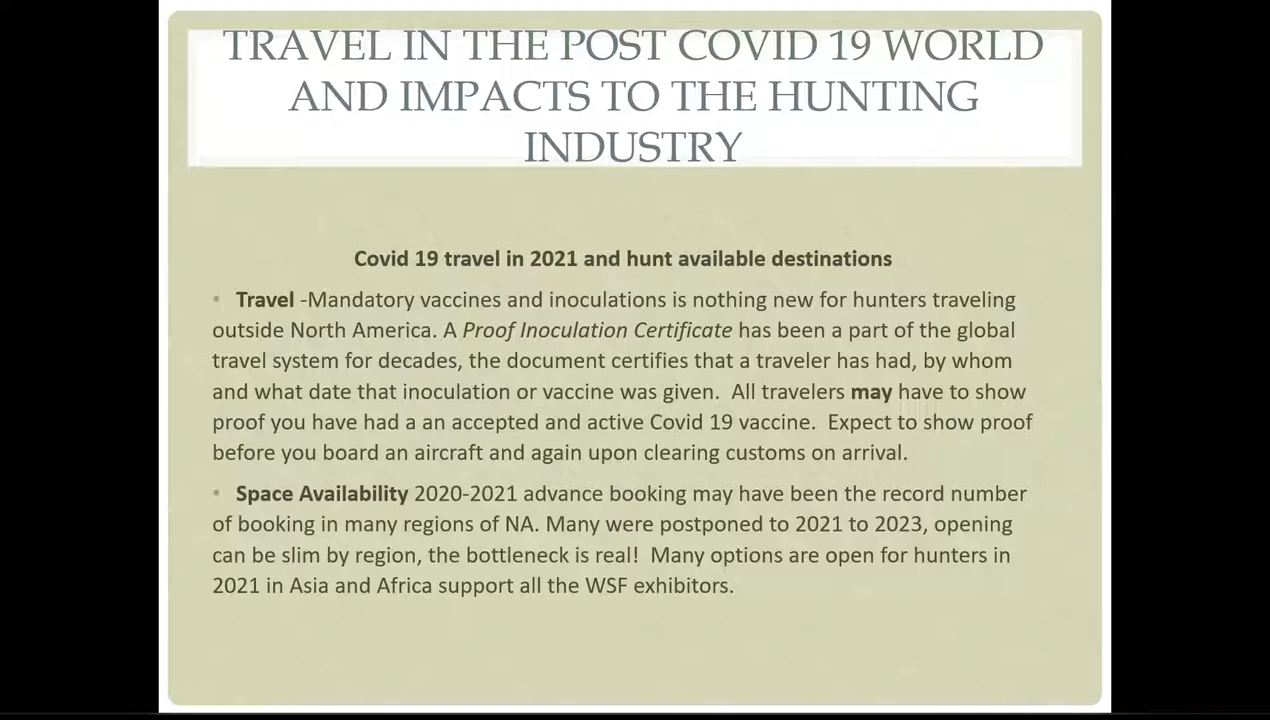 TRAVEL IN THE POST COVID 19 WORLD
AND IMPACTS TO THE HUNTING
INDUSTRY
Covid 19 travel in 2021 and hunt available destinations
• Travel -Mandatory vaccines and inoculations is nothing new for hunters traveling
outside North America. A Proof Inoculation Certificate has been a part of the global
travel system for decades, the document certifies that a traveler has had, by whom
and what date that inoculation or vaccine was given.  All travelers may have to show
proof you have had a an accepted and active Covid 19 vaccine.  Expect to show proof
before you board an aircraft and again upon clearing customs on arrival.
• Space Availability 2020-2021 advance booking may have been the record number
of booking in many regions of NA. Many were postponed to 2021 to 2023, opening
can be slim by region, the bottleneck is real!  Many options are open for hunters in
2021 in Asia and Africa support all the WSF exhibitors.